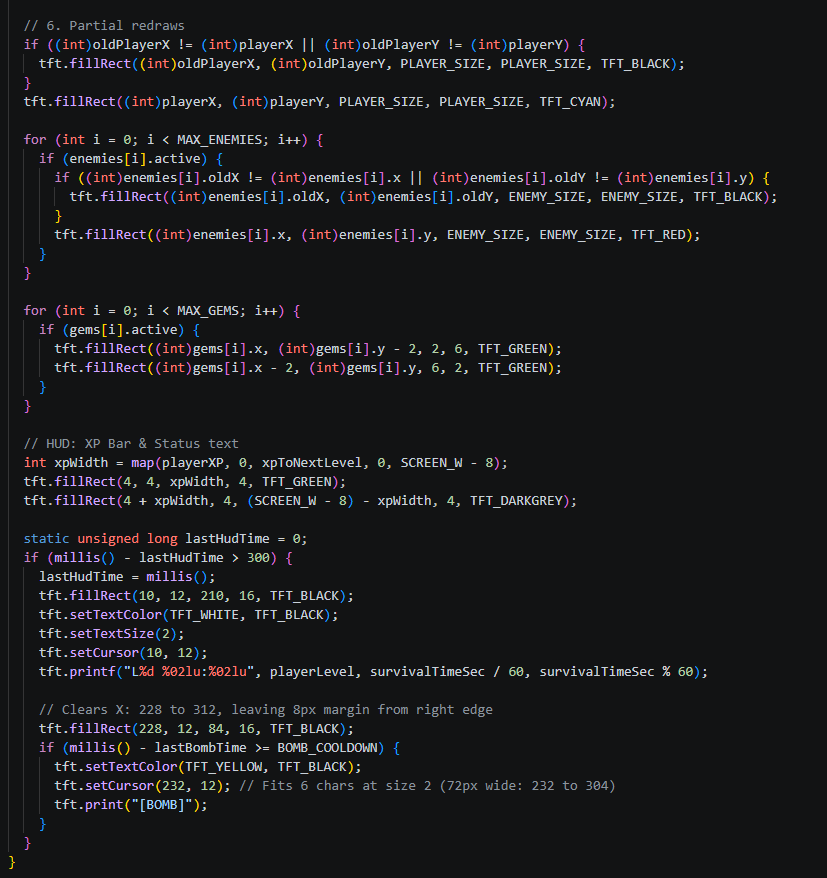 // 6. Partial redraws
if ((int)oldPlayerX != (int)playerX || (int)oldPlayerY != (int)playerY) {
  tft.fillRect((int)oldPlayerX, (int)oldPlayerY, PLAYER_SIZE, PLAYER_SIZE, TFT_BLACK);
}
tft.fillRect((int)playerX, (int)playerY, PLAYER_SIZE, PLAYER_SIZE, TFT_CYAN);

for (int i = 0; i < MAX_ENEMIES; i++) {
  if (enemies[i].active) {
    if ((int)enemies[i].oldX != (int)enemies[i].x || (int)enemies[i].oldY != (int)enemies[i].y) {
      tft.fillRect((int)enemies[i].oldX, (int)enemies[i].oldY, ENEMY_SIZE, ENEMY_SIZE, TFT_BLACK);
    }
    tft.fillRect((int)enemies[i].x, (int)enemies[i].y, ENEMY_SIZE, ENEMY_SIZE, TFT_RED);
  }
}

for (int i = 0; i < MAX_GEMS; i++) {
  if (gems[i].active) {
    tft.fillRect((int)gems[i].x, (int)gems[i].y - 2, 2, 6, TFT_GREEN);
    tft.fillRect((int)gems[i].x - 2, (int)gems[i].y, 6, 2, TFT_GREEN);
  }
}

// HUD: XP Bar & Status text
int xpWidth = map(playerXP, 0, xpToNextLevel, 0, SCREEN_W - 8);
tft.fillRect(4, 4, xpWidth, 4, TFT_GREEN);
tft.fillRect(4 + xpWidth, 4, (SCREEN_W - 8) - xpWidth, 4, TFT_DARKGREY);

static unsigned long lastHudTime = 0;
if (millis() - lastHudTime > 300) {
  lastHudTime = millis();
  tft.fillRect(10, 12, 210, 16, TFT_BLACK);
  tft.setTextColor(TFT_WHITE, TFT_BLACK);
  tft.setTextSize(2);
  tft.setCursor(10, 12);
  tft.printf("L%d %02lu:%02lu", playerLevel, survivalTimeSec / 60, survivalTimeSec % 60);

  // Clears X: 228 to 312, leaving 8px margin from right edge
  tft.fillRect(228, 12, 84, 16, TFT_BLACK);
  if (millis() - lastBombTime >= BOMB_COOLDOWN) {
    tft.setTextColor(TFT_YELLOW, TFT_BLACK);
    tft.setCursor(232, 12); // Fits 6 chars at size 2 (72px wide: 232 to 304)
    tft.print("[BOMB]");
  }
}
}